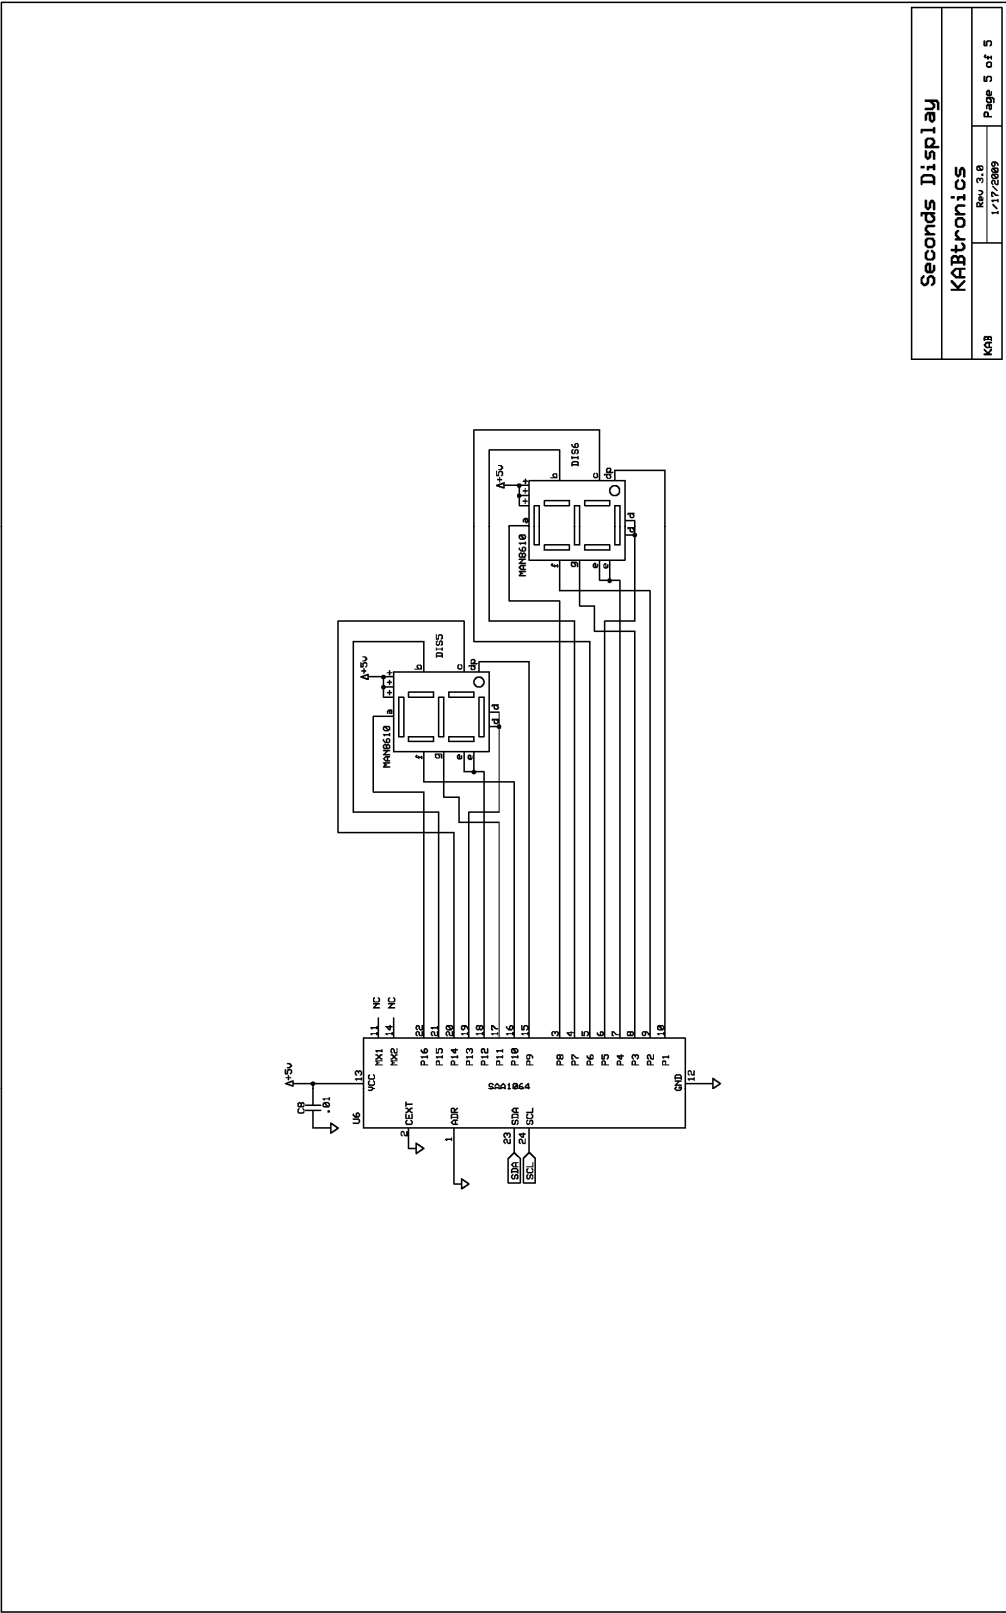 +5v
C8
.01
U6
13
VCC
11
MX1
NC
14
MX2
NC
2
CEXT
1
ADR
23
SDA
SDA
24
SCL
SCL
SAA1064
22
P16
21
P15
20
P14
19
P13
18
P12
17
P11
16
P10
15
P9
3
P8
4
P7
5
P6
6
P5
7
P4
8
P3
9
P2
10
P1
12
GND
MAN8610
DIS5
+5v
+ + +
a
b
c
dp
d
d
e
e
f
g
MAN8610
DIS6
+5v
+ + +
a
b
c
dp
d
d
e
e
f
g
Seconds Display
KABtronics
KAB
Rev 3.0
1/17/2009
Page 5 of 5